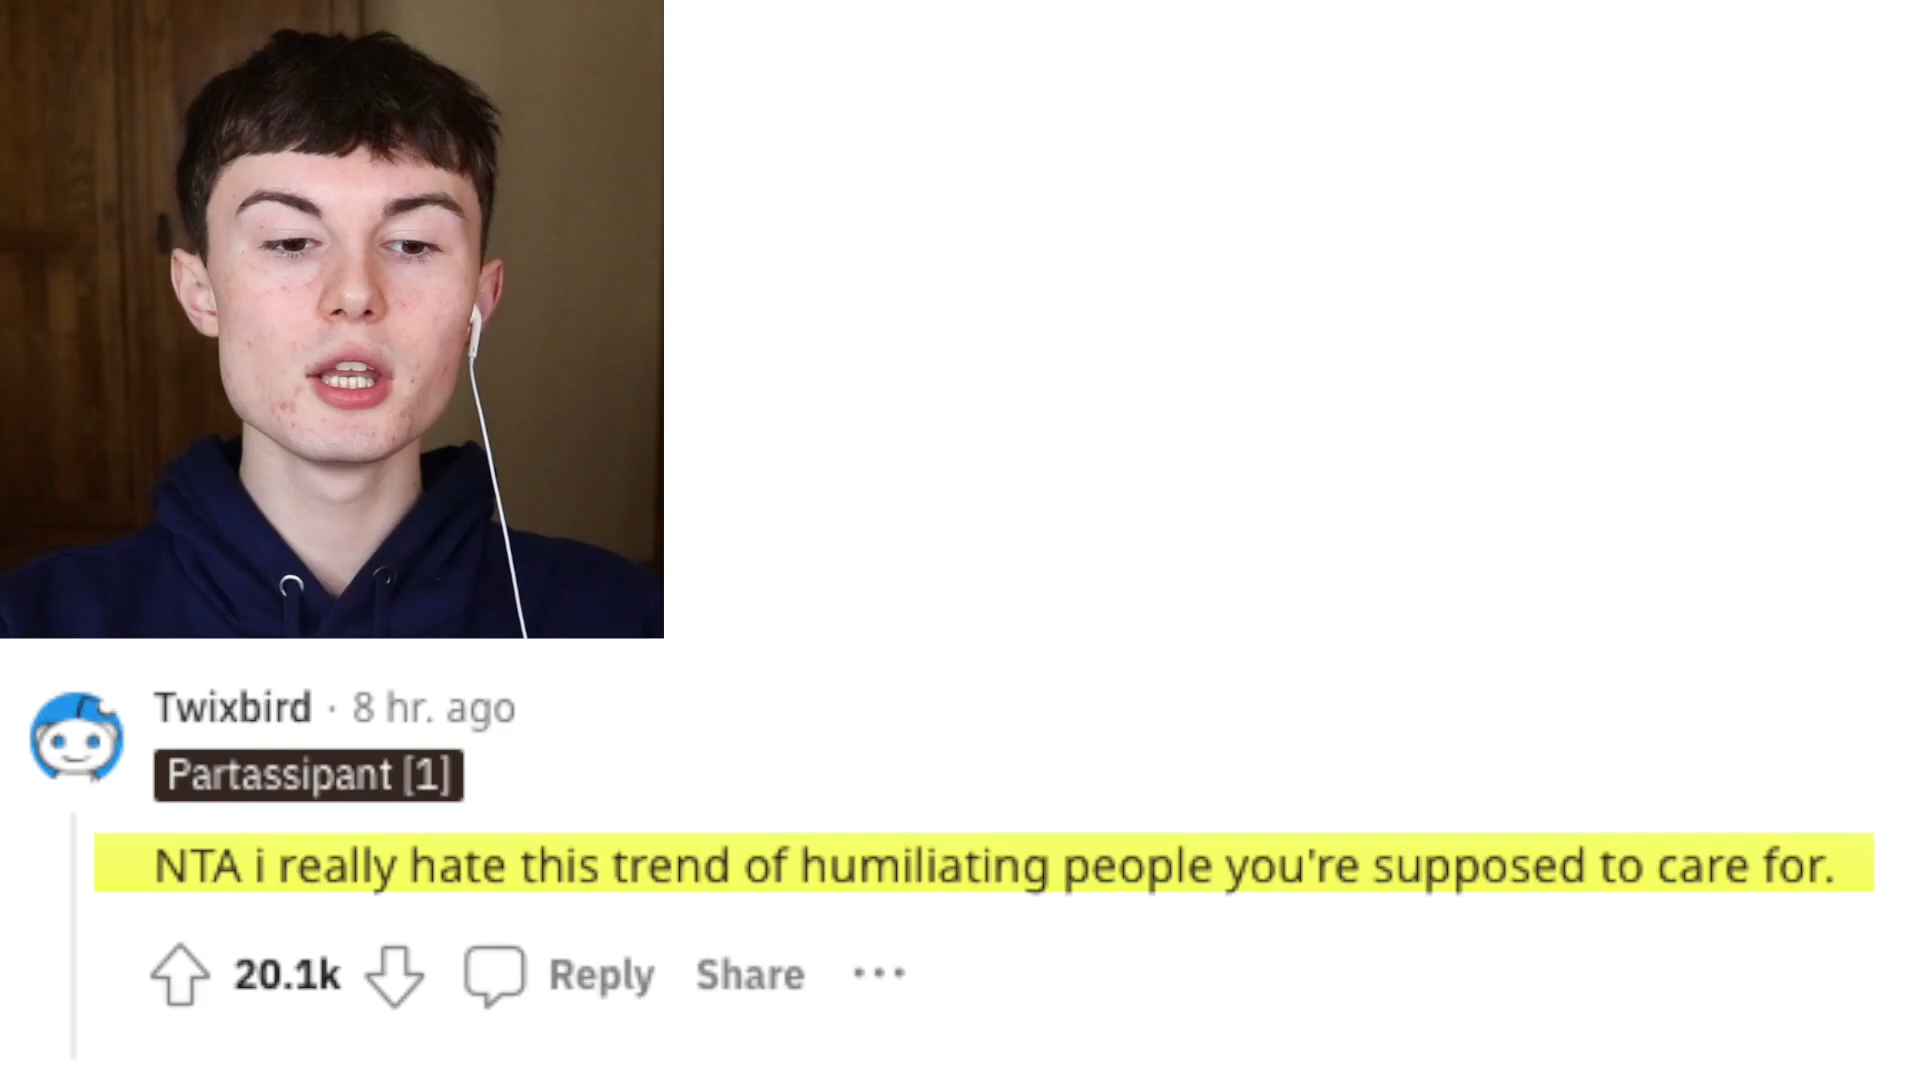 Twixbird · 8 hr. ago
Partassipant [1]
NTA i really hate this trend of humiliating people you're supposed to care for.
20.1k Reply Share ···